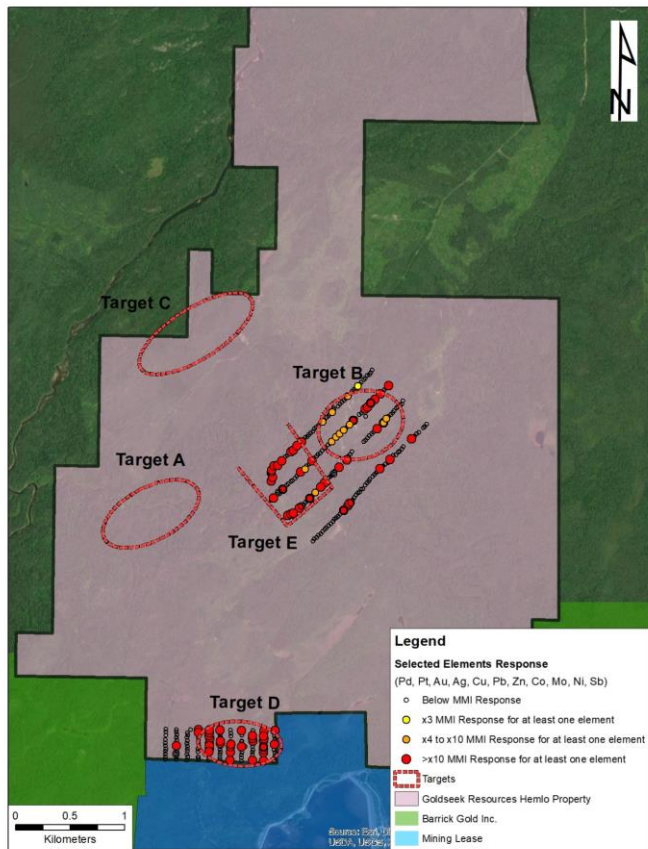 N
Target C
Target B
Target A
Target E
Target D
Legend
Selected Elements Response
(Pd, Pt, Au, Ag, Cu, Pb, Zn, Co, Mo, Ni, Sb)
Below MMI Response
x3 MMI Response for at least one element
x4 to x10 MMI Response for at least one element
>x10 MMI Response for at least one element
Targets
Goldseek Resources Hemlo Property
Barrick Gold Inc.
Mining Lease
0 0.5 1
Kilometers
Source: Esri,